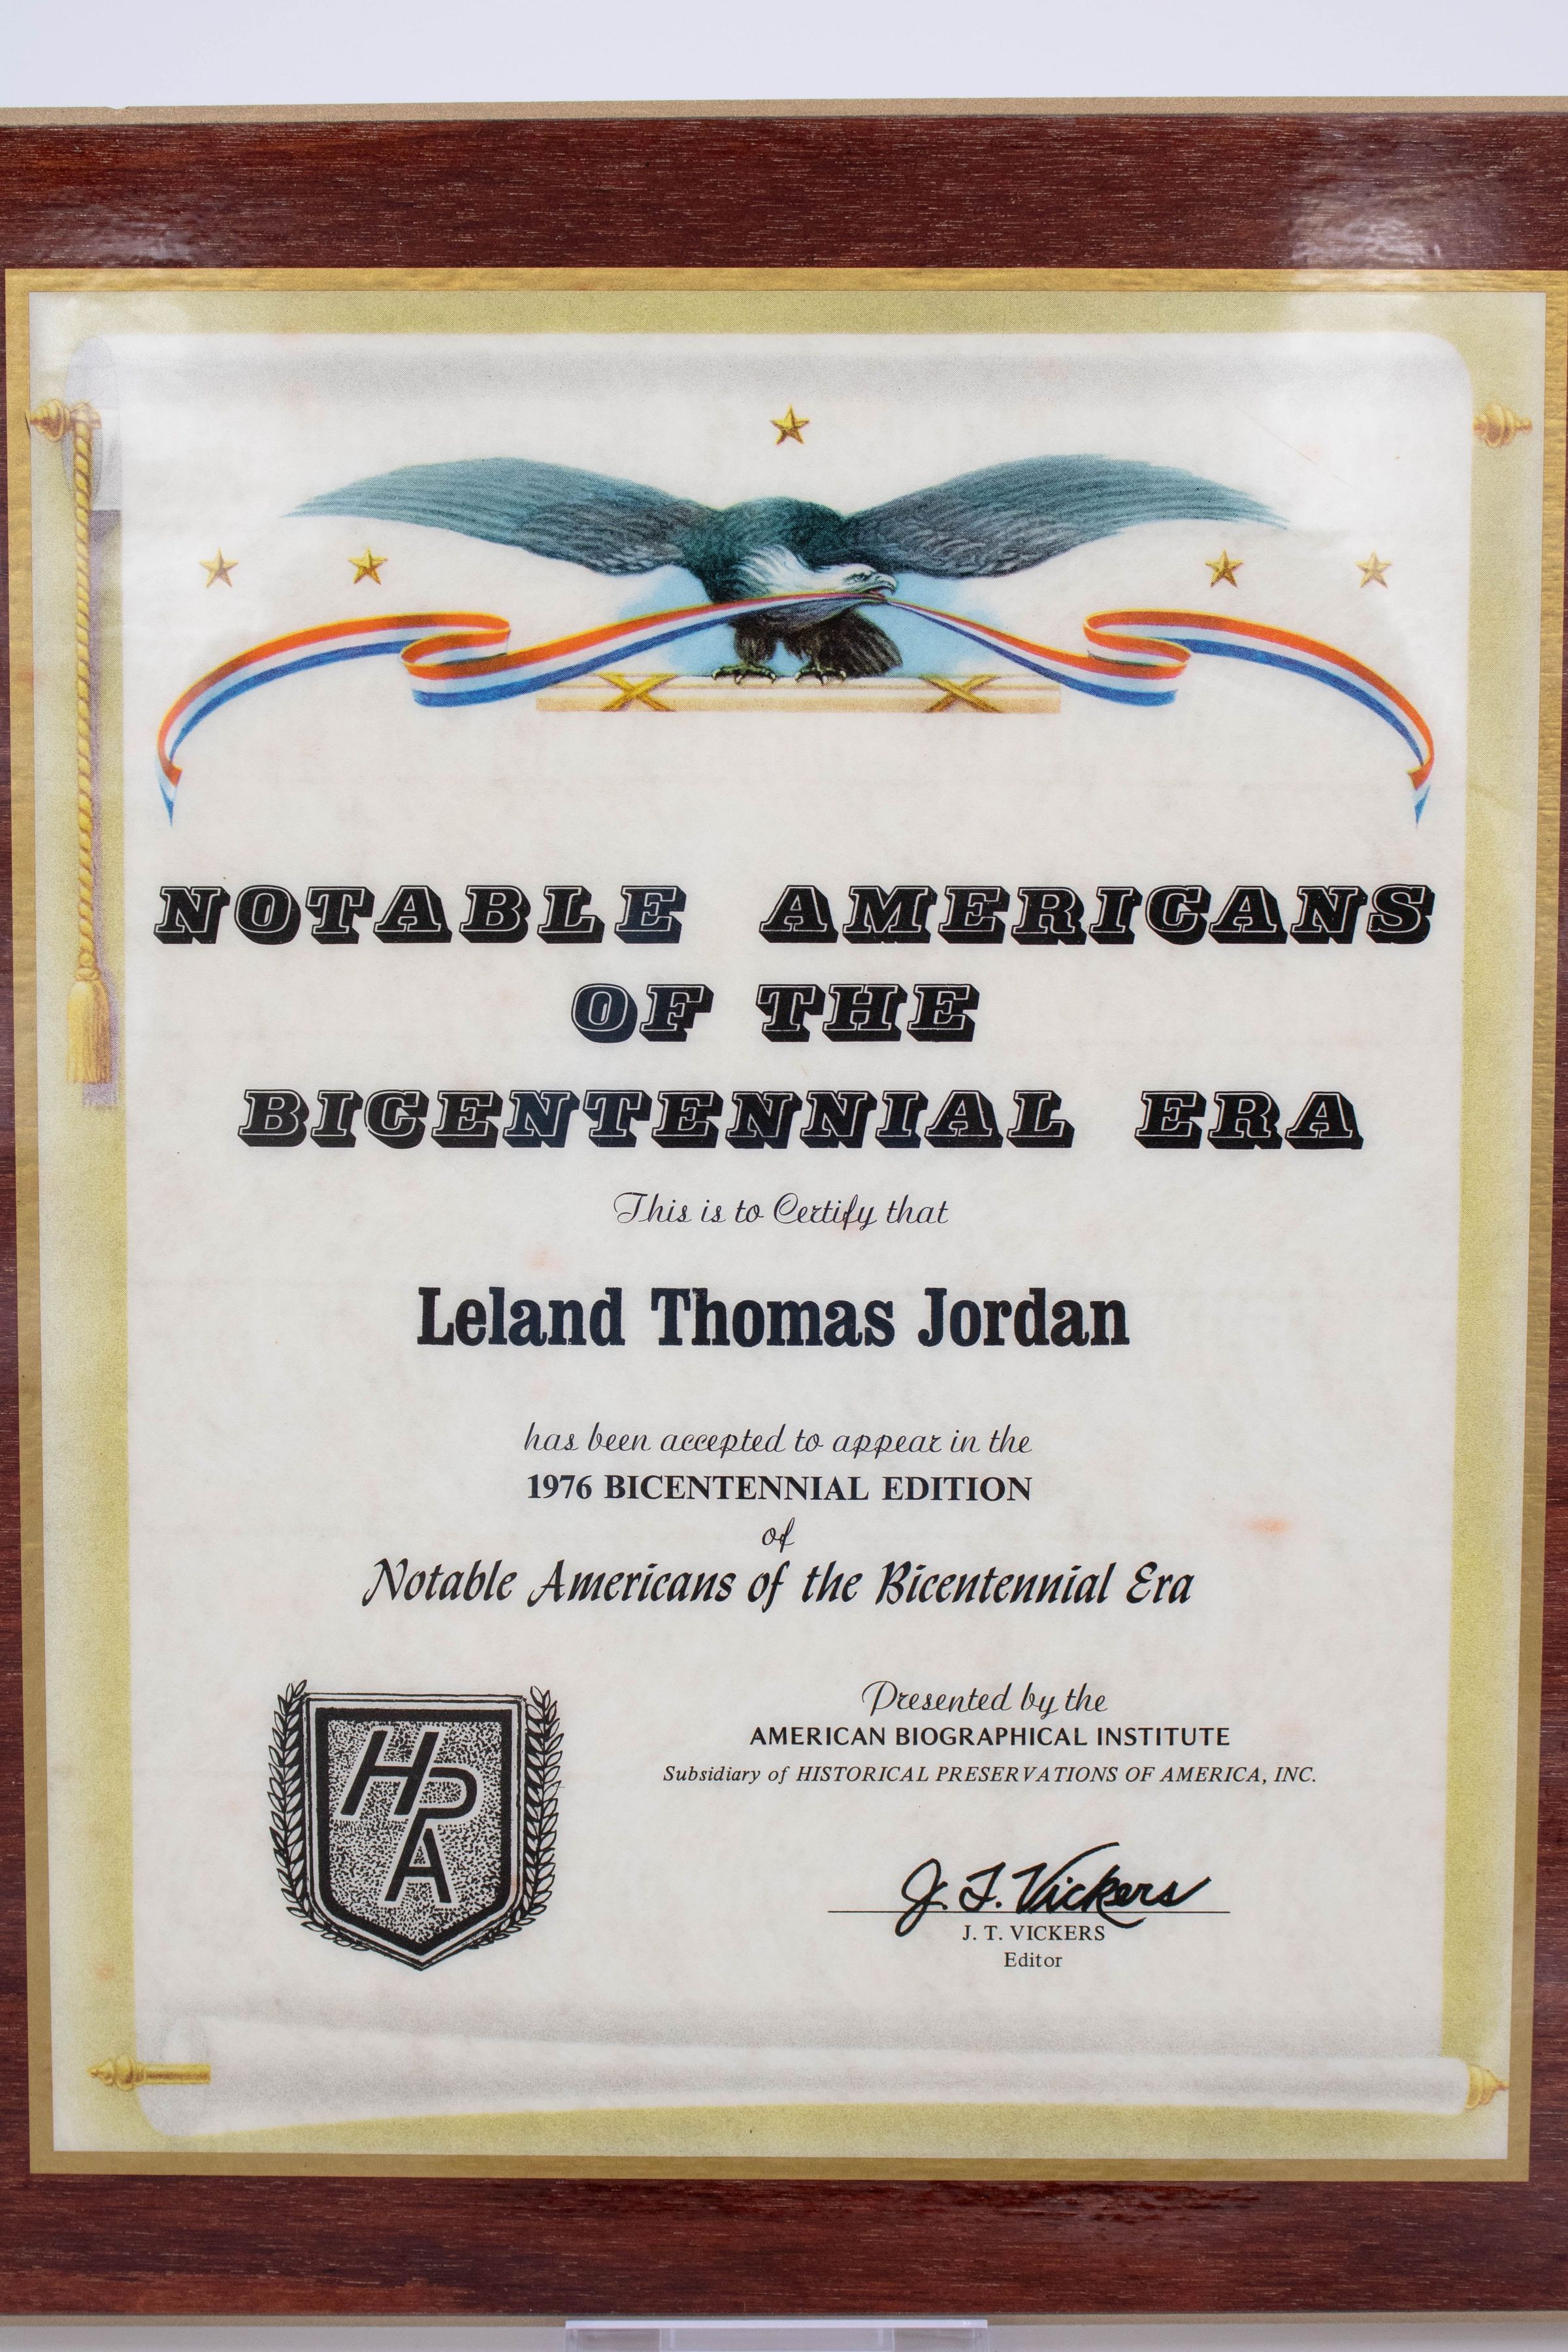 NOTABLE AMERICANS
OF THE
BICENTENNIAL ERA
This is to Certify that
Leland Thomas Jordan
has been accepted to appear in the
1976 BICENTENNIAL EDITION
of
Notable Americans of the Bicentennial Era
HPA
Presented by the
AMERICAN BIOGRAPHICAL INSTITUTE
Subsidiary of HISTORICAL PRESERVATIONS OF AMERICA, INC.
J. T. Vickers
J. T. VICKERS
Editor